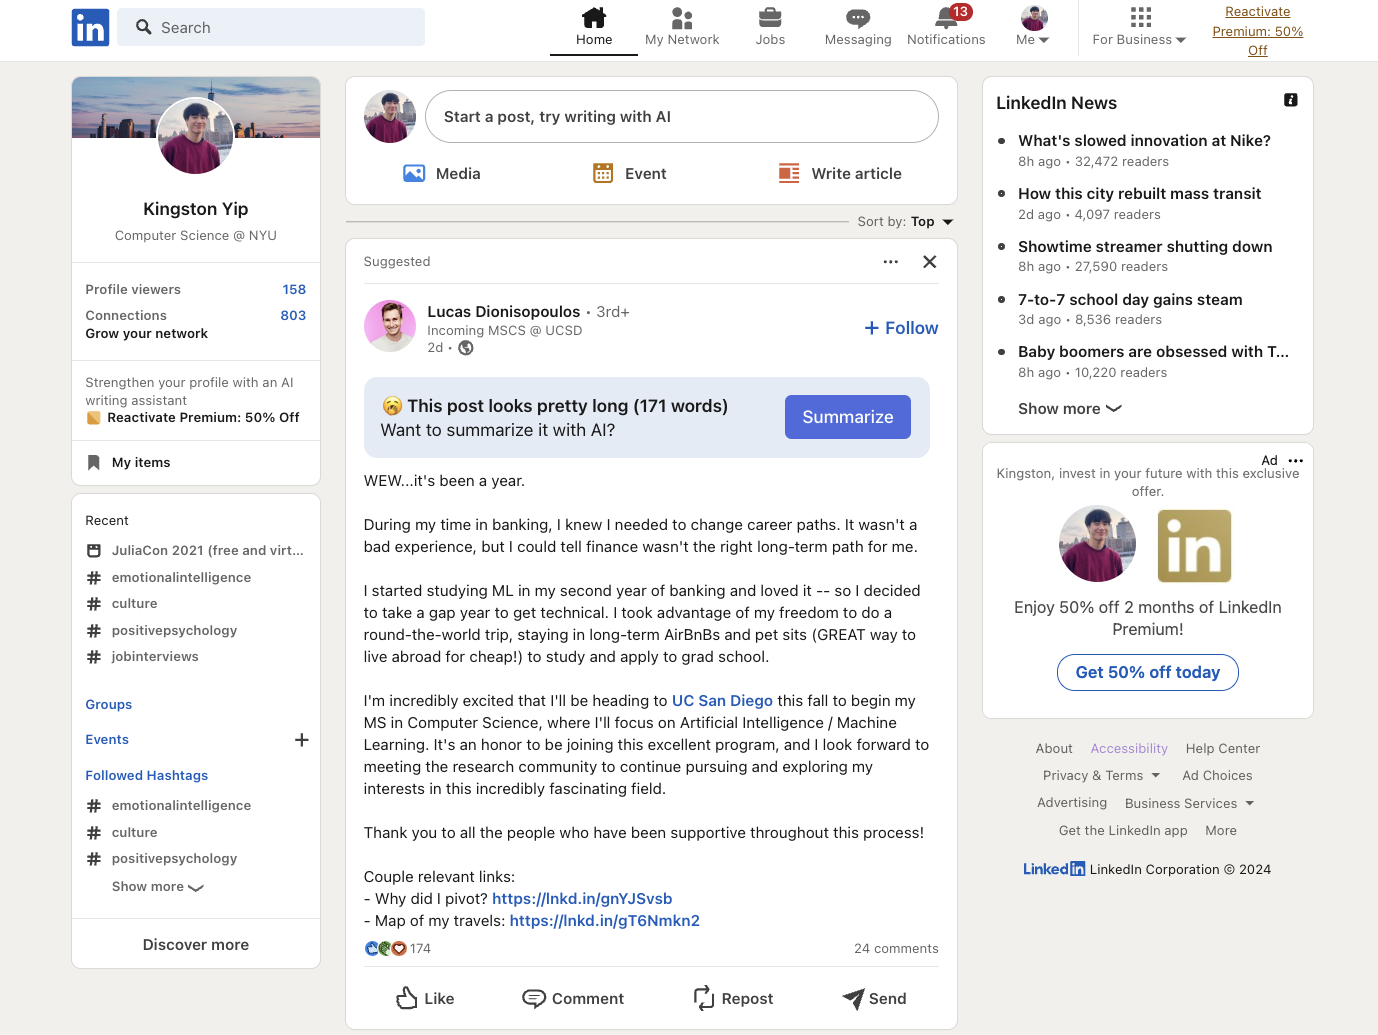 in
Search
Home
My Network
Jobs
Messaging
13
Notifications
Me
For Business
Reactivate
Premium: 50%
Off
Kingston Yip
Computer Science @ NYU
Profile viewers 158
Connections 803
Grow your network
Strengthen your profile with an AI
writing assistant
Reactivate Premium: 50% Off
My items
Recent
JuliaCon 2021 (free and virt...
# emotionalintelligence
# culture
# positivepsychology
# jobinterviews
Groups
Events +
Followed Hashtags
# emotionalintelligence
# culture
# positivepsychology
Show more
Discover more
Start a post, try writing with AI
Media
Event
Write article
Sort by: Top
Suggested
Lucas Dionisopoulos • 3rd+
Incoming MSCS @ UCSD
2d •
+ Follow
🥱 This post looks pretty long (171 words)
Want to summarize it with AI?
Summarize
WEW...it's been a year.
During my time in banking, I knew I needed to change career paths. It wasn't a
bad experience, but I could tell finance wasn't the right long-term path for me.
I started studying ML in my second year of banking and loved it -- so I decided
to take a gap year to get technical. I took advantage of my freedom to do a
round-the-world trip, staying in long-term AirBnBs and pet sits (GREAT way to
live abroad for cheap!) to study and apply to grad school.
I'm incredibly excited that I'll be heading to UC San Diego this fall to begin my
MS in Computer Science, where I'll focus on Artificial Intelligence / Machine
Learning. It's an honor to be joining this excellent program, and I look forward to
meeting the research community to continue pursuing and exploring my
interests in this incredibly fascinating field.
Thank you to all the people who have been supportive throughout this process!
Couple relevant links:
- Why did I pivot? https://lnkd.in/gnYJSvsb
- Map of my travels: https://lnkd.in/gT6Nmkn2
174
24 comments
Like
Comment
Repost
Send
LinkedIn News
What's slowed innovation at Nike?
8h ago • 32,472 readers
How this city rebuilt mass transit
2d ago • 4,097 readers
Showtime streamer shutting down
8h ago • 27,590 readers
7-to-7 school day gains steam
3d ago • 8,536 readers
Baby boomers are obsessed with T...
8h ago • 10,220 readers
Show more
Ad
Kingston, invest in your future with this exclusive
offer.
in
Enjoy 50% off 2 months of LinkedIn
Premium!
Get 50% off today
About Accessibility Help Center
Privacy & Terms Ad Choices
Advertising Business Services
Get the LinkedIn app More
LinkedIn LinkedIn Corporation © 2024